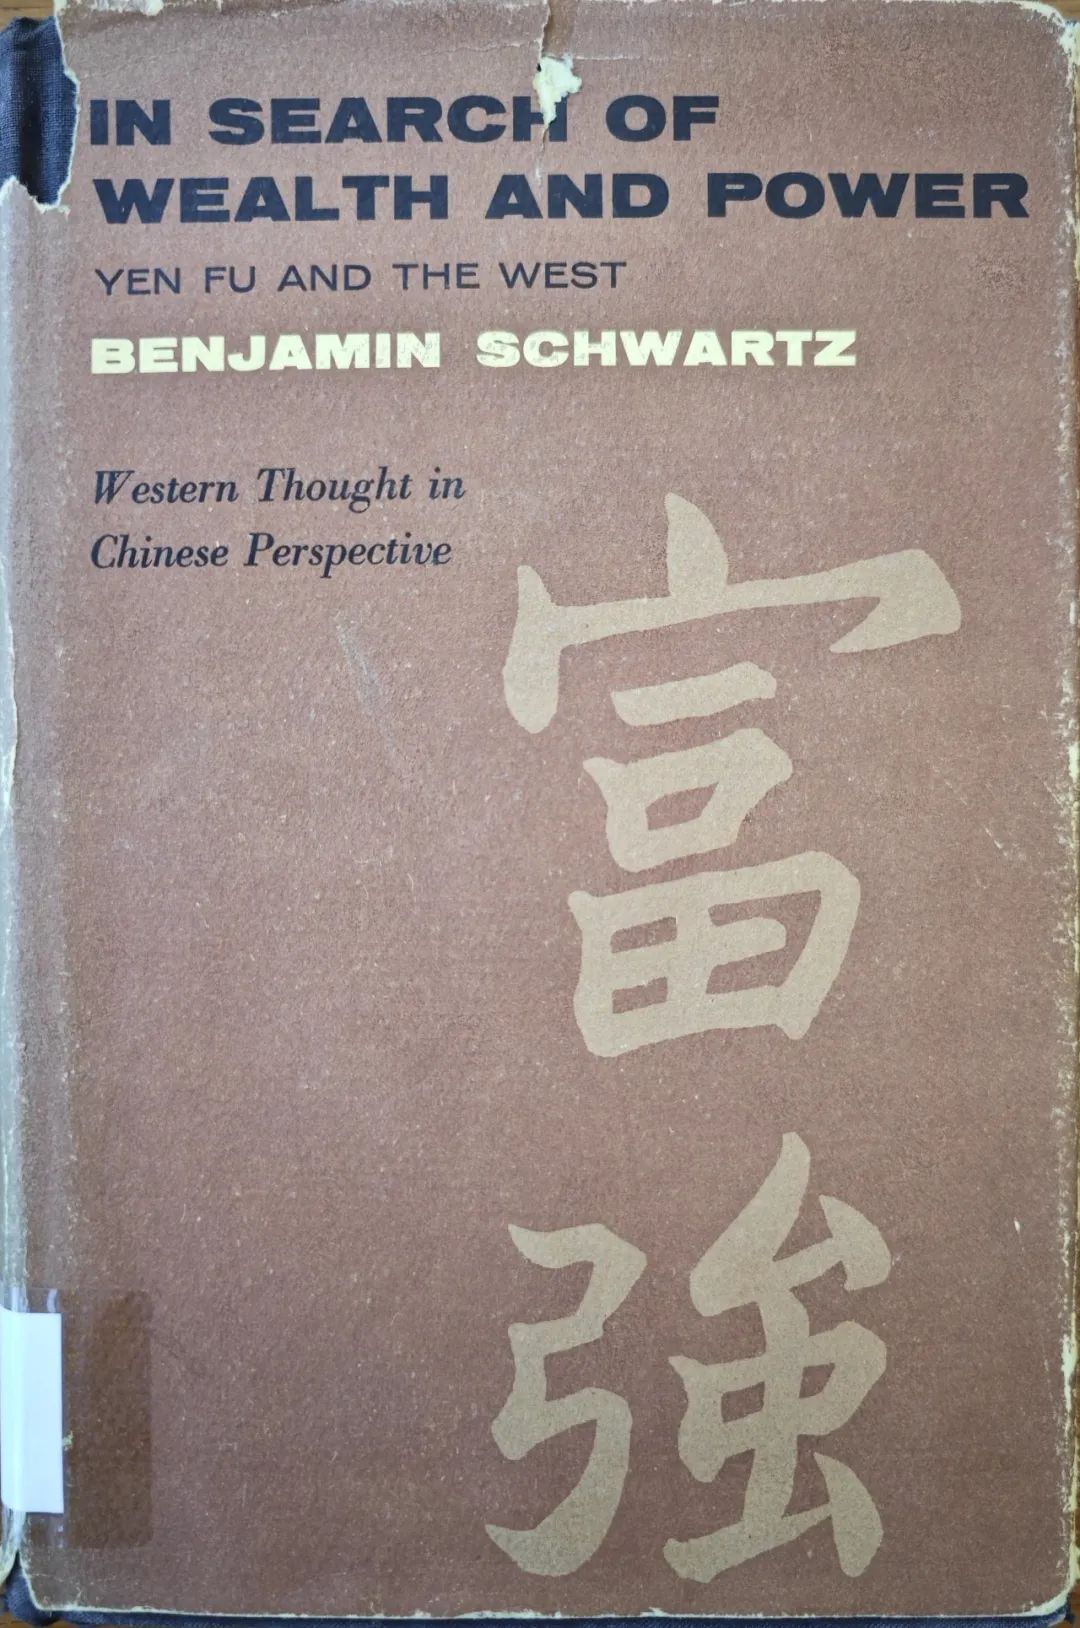 IN SEARCH OF
WEALTH AND POWER
YEN FU AND THE WEST
BENJAMIN SCHWARTZ
Western Thought in
Chinese Perspective
富
強